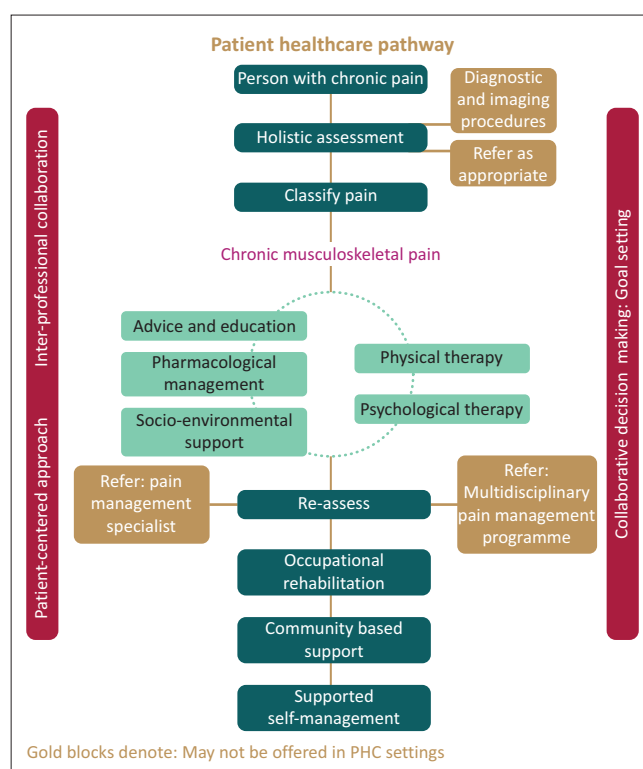 Patient healthcare pathway
Person with chronic pain
Diagnostic
and imaging
procedures
Holistic assessment
Refer as
appropriate
Classify pain
Chronic musculoskeletal pain
Advice and education
Pharmacological
management
Socio-environmental
support
Physical therapy
Psychological therapy
Refer: pain
management
specialist
Re-assess
Refer:
Multidisciplinary
pain management
programme
Occupational
rehabilitation
Community based
support
Supported
self-management
Patient-centered approach Inter-professional collaboration
Collaborative decision making: Goal setting
Gold blocks denote: May not be offered in PHC settings